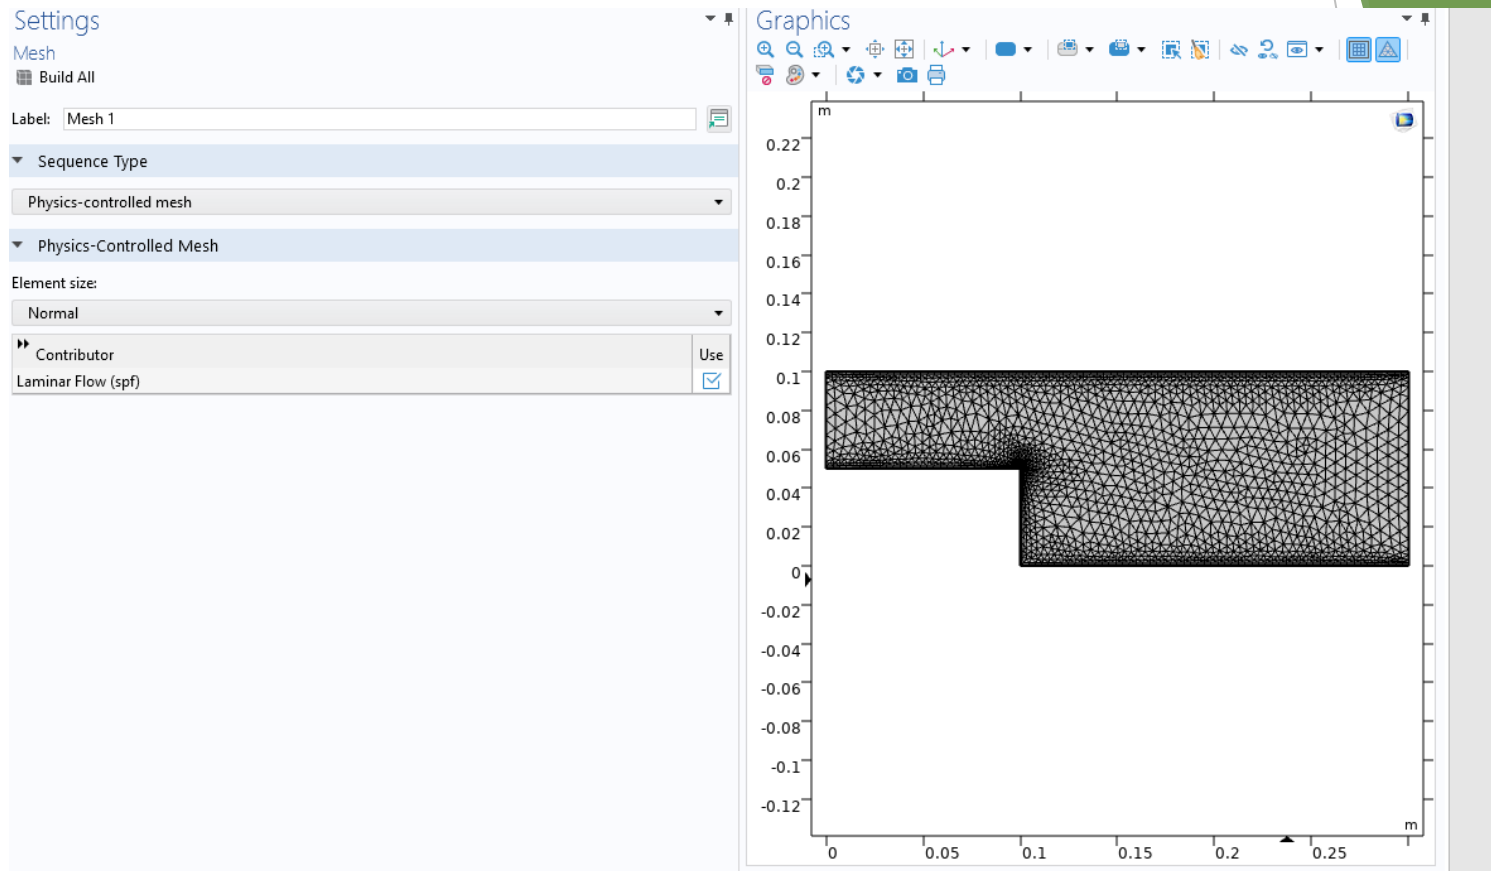 Settings
Mesh
Build All
Label: Mesh 1
Sequence Type
Physics-controlled mesh
Physics-Controlled Mesh
Element size:
Normal
Contributor Use
Laminar Flow (spf)
Graphics
m
0.22
0.2
0.18
0.16
0.14
0.12
0.1
0.08
0.06
0.04
0.02
0
-0.02
-0.04
-0.06
-0.08
-0.1
-0.12
m
0 0.05 0.1 0.15 0.2 0.25